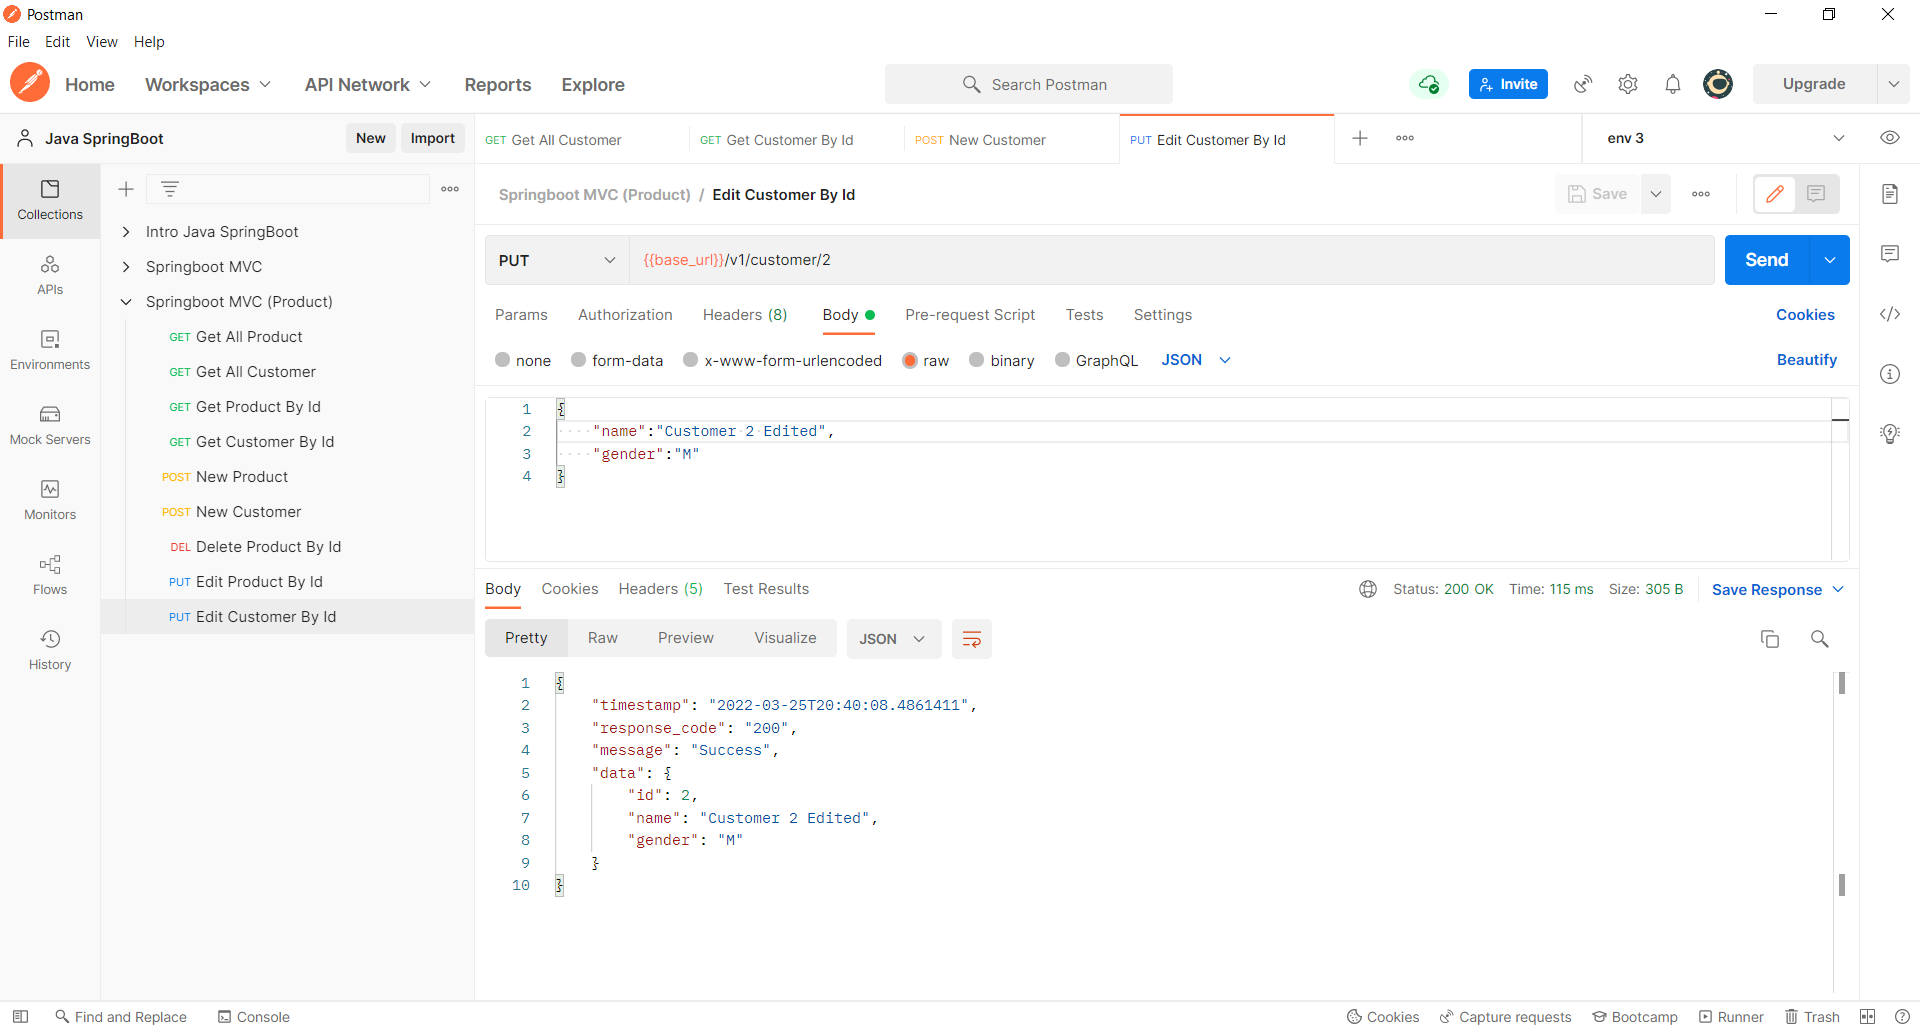 Postman
File Edit View Help
Home Workspaces API Network Reports Explore Search Postman Invite Upgrade
Java SpringBoot New Import
GET Get All Customer GET Get Customer By Id POST New Customer PUT Edit Customer By Id env 3
Collections
APIs
Environments
Mock Servers
Monitors
Flows
History
Intro Java SpringBoot
Springboot MVC
Springboot MVC (Product)
GET Get All Product
GET Get All Customer
GET Get Product By Id
GET Get Customer By Id
POST New Product
POST New Customer
DEL Delete Product By Id
PUT Edit Product By Id
PUT Edit Customer By Id
Springboot MVC (Product) / Edit Customer By Id Save
PUT {{base_url}}/v1/customer/2 Send
Params Authorization Headers (8) Body Pre-request Script Tests Settings Cookies
none form-data x-www-form-urlencoded raw binary GraphQL JSON Beautify
1 {
2 "name":"Customer 2 Edited",
3 "gender":"M"
4 }
Body Cookies Headers (5) Test Results Status: 200 OK Time: 115 ms Size: 305 B Save Response
Pretty Raw Preview Visualize JSON
1 {
2 "timestamp": "2022-03-25T20:40:08.4861411",
3 "response_code": "200",
4 "message": "Success",
5 "data": {
6 "id": 2,
7 "name": "Customer 2 Edited",
8 "gender": "M"
9 }
10 }
Find and Replace Console Cookies Capture requests Bootcamp Runner Trash